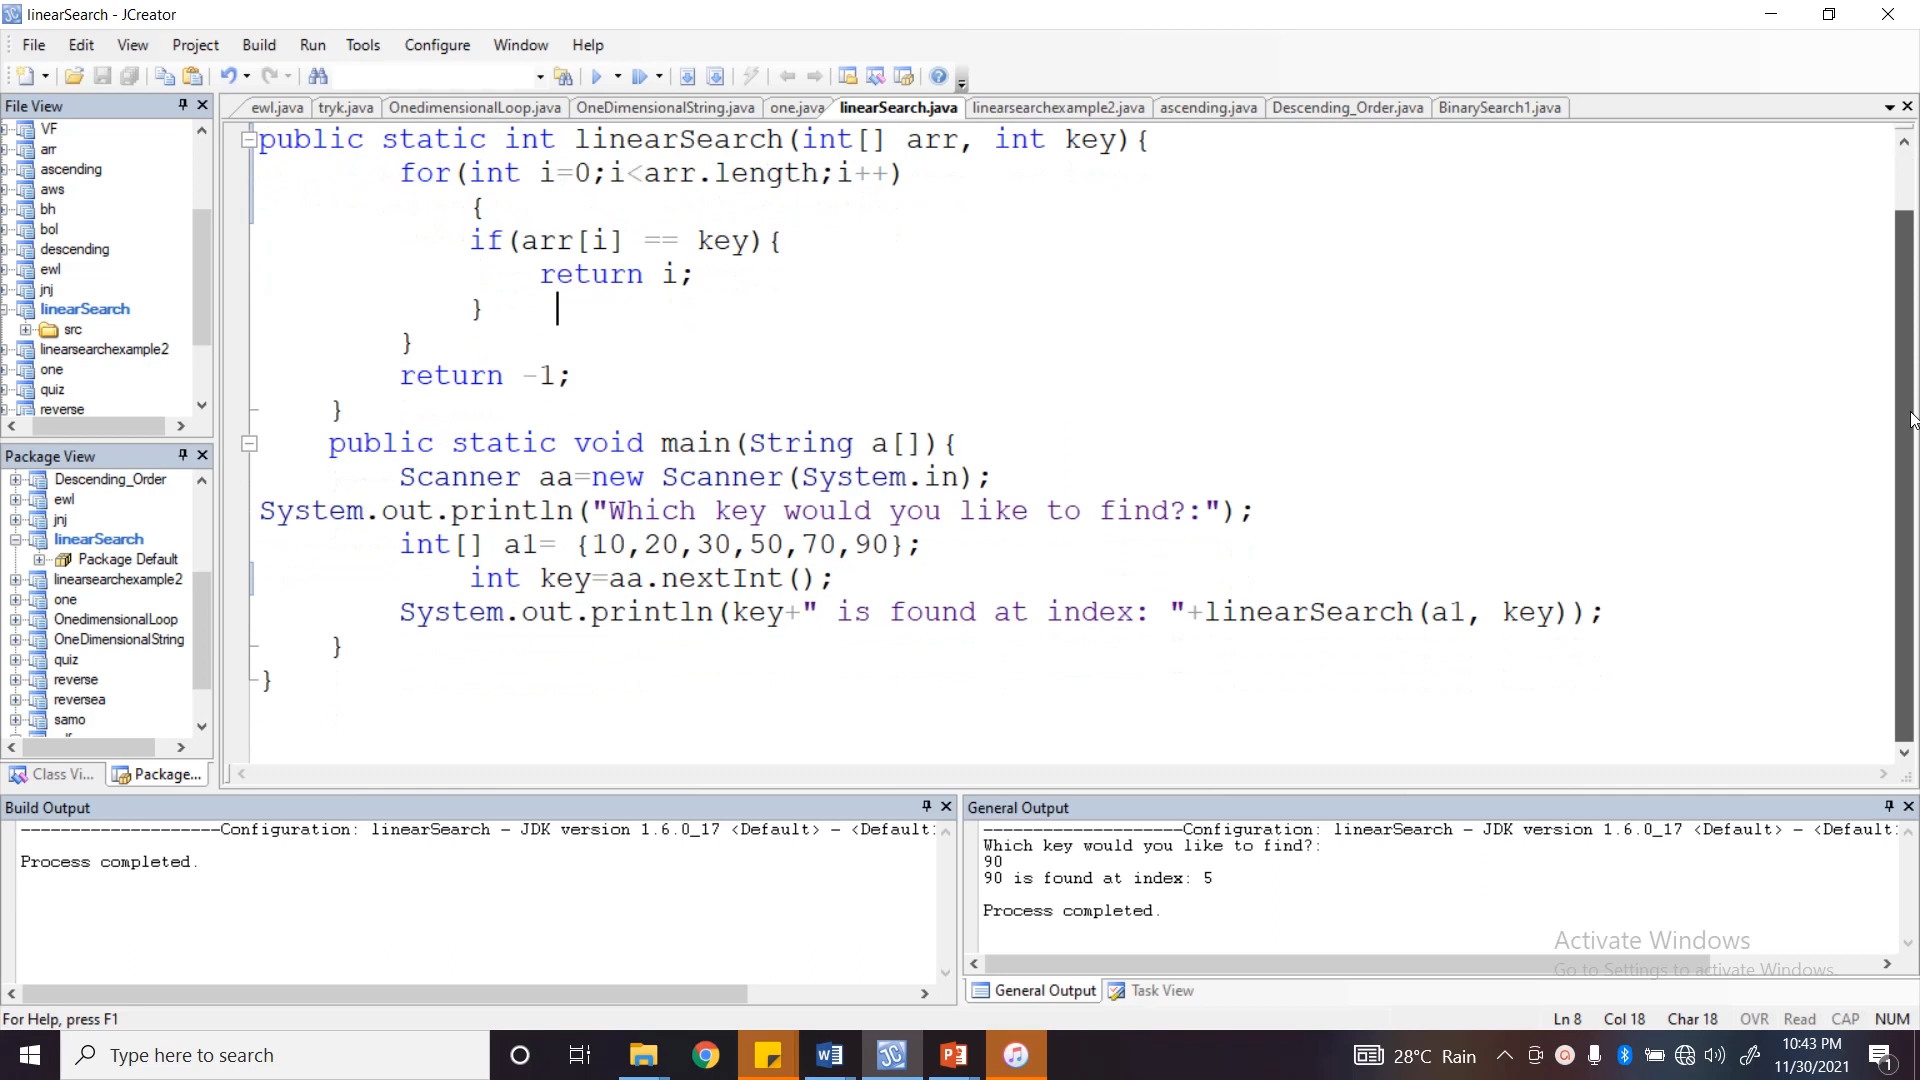 linearSearch - JCreator
File Edit View Project Build Run Tools Configure Window Help
File View
ewl.java tryk.java OnedimensionalLoop.java OneDimensionalString.java one.java linearSearch.java linearsearchexample2.java ascending.java Descending_Order.java BinarySearch1.java
VF
arr
ascending
aws
bh
bol
descending
ewl
jnj
linearSearch
src
linearsearchexample2
one
quiz
reverse
public static int linearSearch(int[] arr, int key){
for(int i=0;i<arr.length;i++)
{
if(arr[i] == key){
return i;
}
}
return -1;
}
public static void main(String a[]){
Scanner aa=new Scanner(System.in);
System.out.println("Which key would you like to find?:");
int[] a1= {10,20,30,50,70,90};
int key=aa.nextInt();
System.out.println(key+" is found at index: "+linearSearch(a1, key));
}
}
Package View
Descending_Order
ewl
jnj
linearSearch
Package Default
linearsearchexample2
one
OnedimensionalLoop
OneDimensionalString
quiz
reverse
reversea
samo
Class Vi... Package...
Build Output
--------------------Configuration: linearSearch - JDK version 1.6.0_17 <Default> - <Default:
Process completed.
General Output
--------------------Configuration: linearSearch - JDK version 1.6.0_17 <Default> - <Default:
Which key would you like to find?:
90
90 is found at index: 5
Process completed.
Activate Windows
Go to Settings to activate Windows.
General Output Task View
For Help, press F1
Ln 8 Col 18 Char 18 OVR Read CAP NUM
Type here to search
28°C Rain
10:43 PM
11/30/2021
1